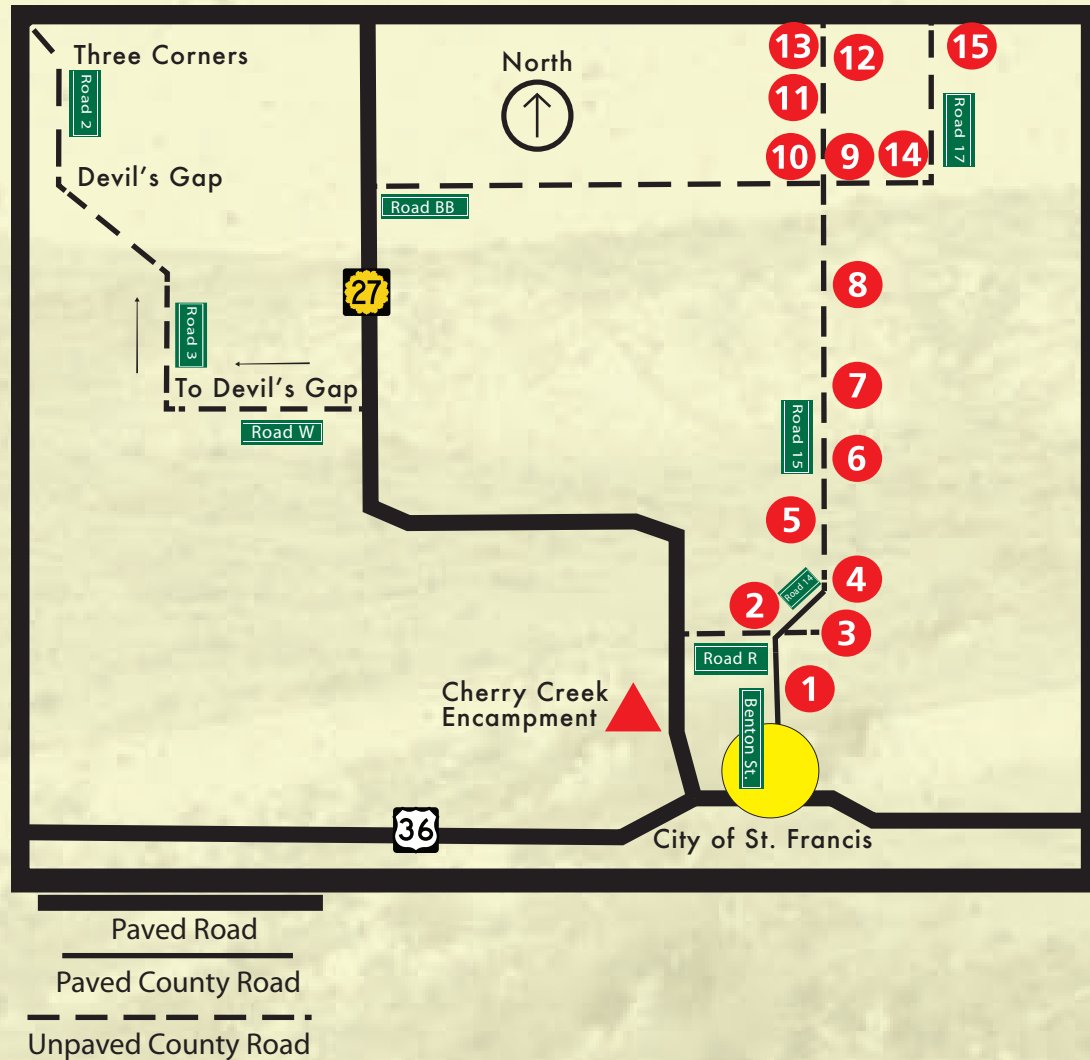 Three Corners
Road 2
Devil's Gap
North
13
12
15
11
Road 17
10
9
14
Road BB
27
8
Road 3
To Devil's Gap
Road W
7
Road 15
6
5
4
Road 14
2
3
Road R
1
Cherry Creek
Encampment
Benton St.
36
City of St. Francis
Paved Road
Paved County Road
Unpaved County Road